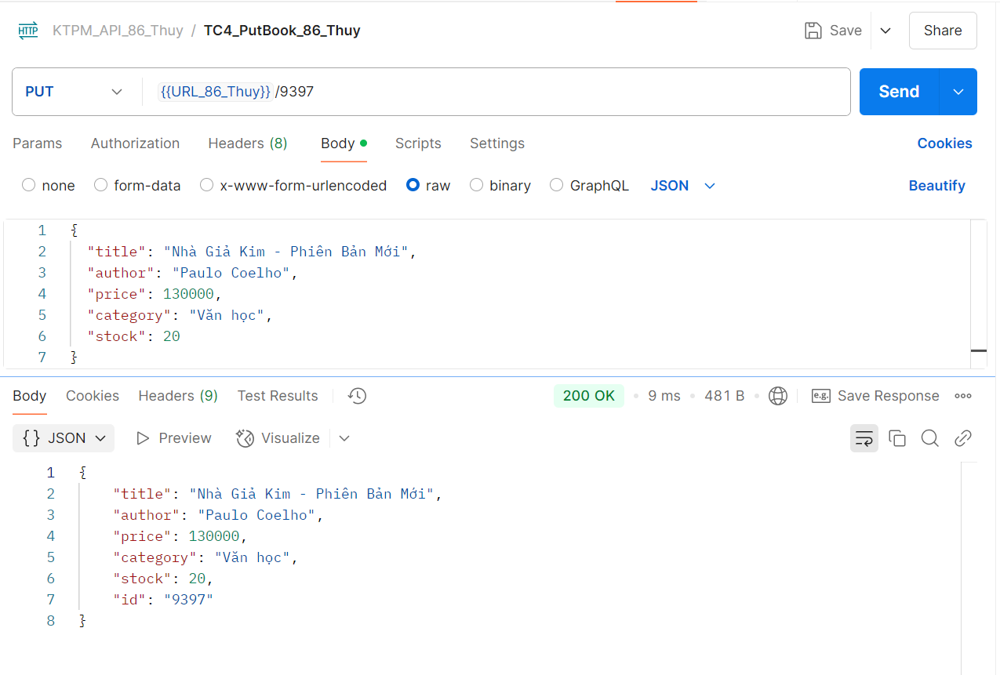 HTTP KTPM_API_86_Thuy / TC4_PutBook_86_Thuy Save Share
PUT {{URL_86_Thuy}} /9397 Send
Params Authorization Headers (8) Body Scripts Settings Cookies
none form-data x-www-form-urlencoded raw binary GraphQL JSON Beautify
1 {
2 "title": "Nhà Giả Kim - Phiên Bản Mới",
3 "author": "Paulo Coelho",
4 "price": 130000,
5 "category": "Văn học",
6 "stock": 20
7 }
Body Cookies Headers (9) Test Results 200 OK • 9 ms • 481 B • e.g. Save Response
{} JSON Preview Visualize
1 {
2 "title": "Nhà Giả Kim - Phiên Bản Mới",
3 "author": "Paulo Coelho",
4 "price": 130000,
5 "category": "Văn học",
6 "stock": 20,
7 "id": "9397"
8 }